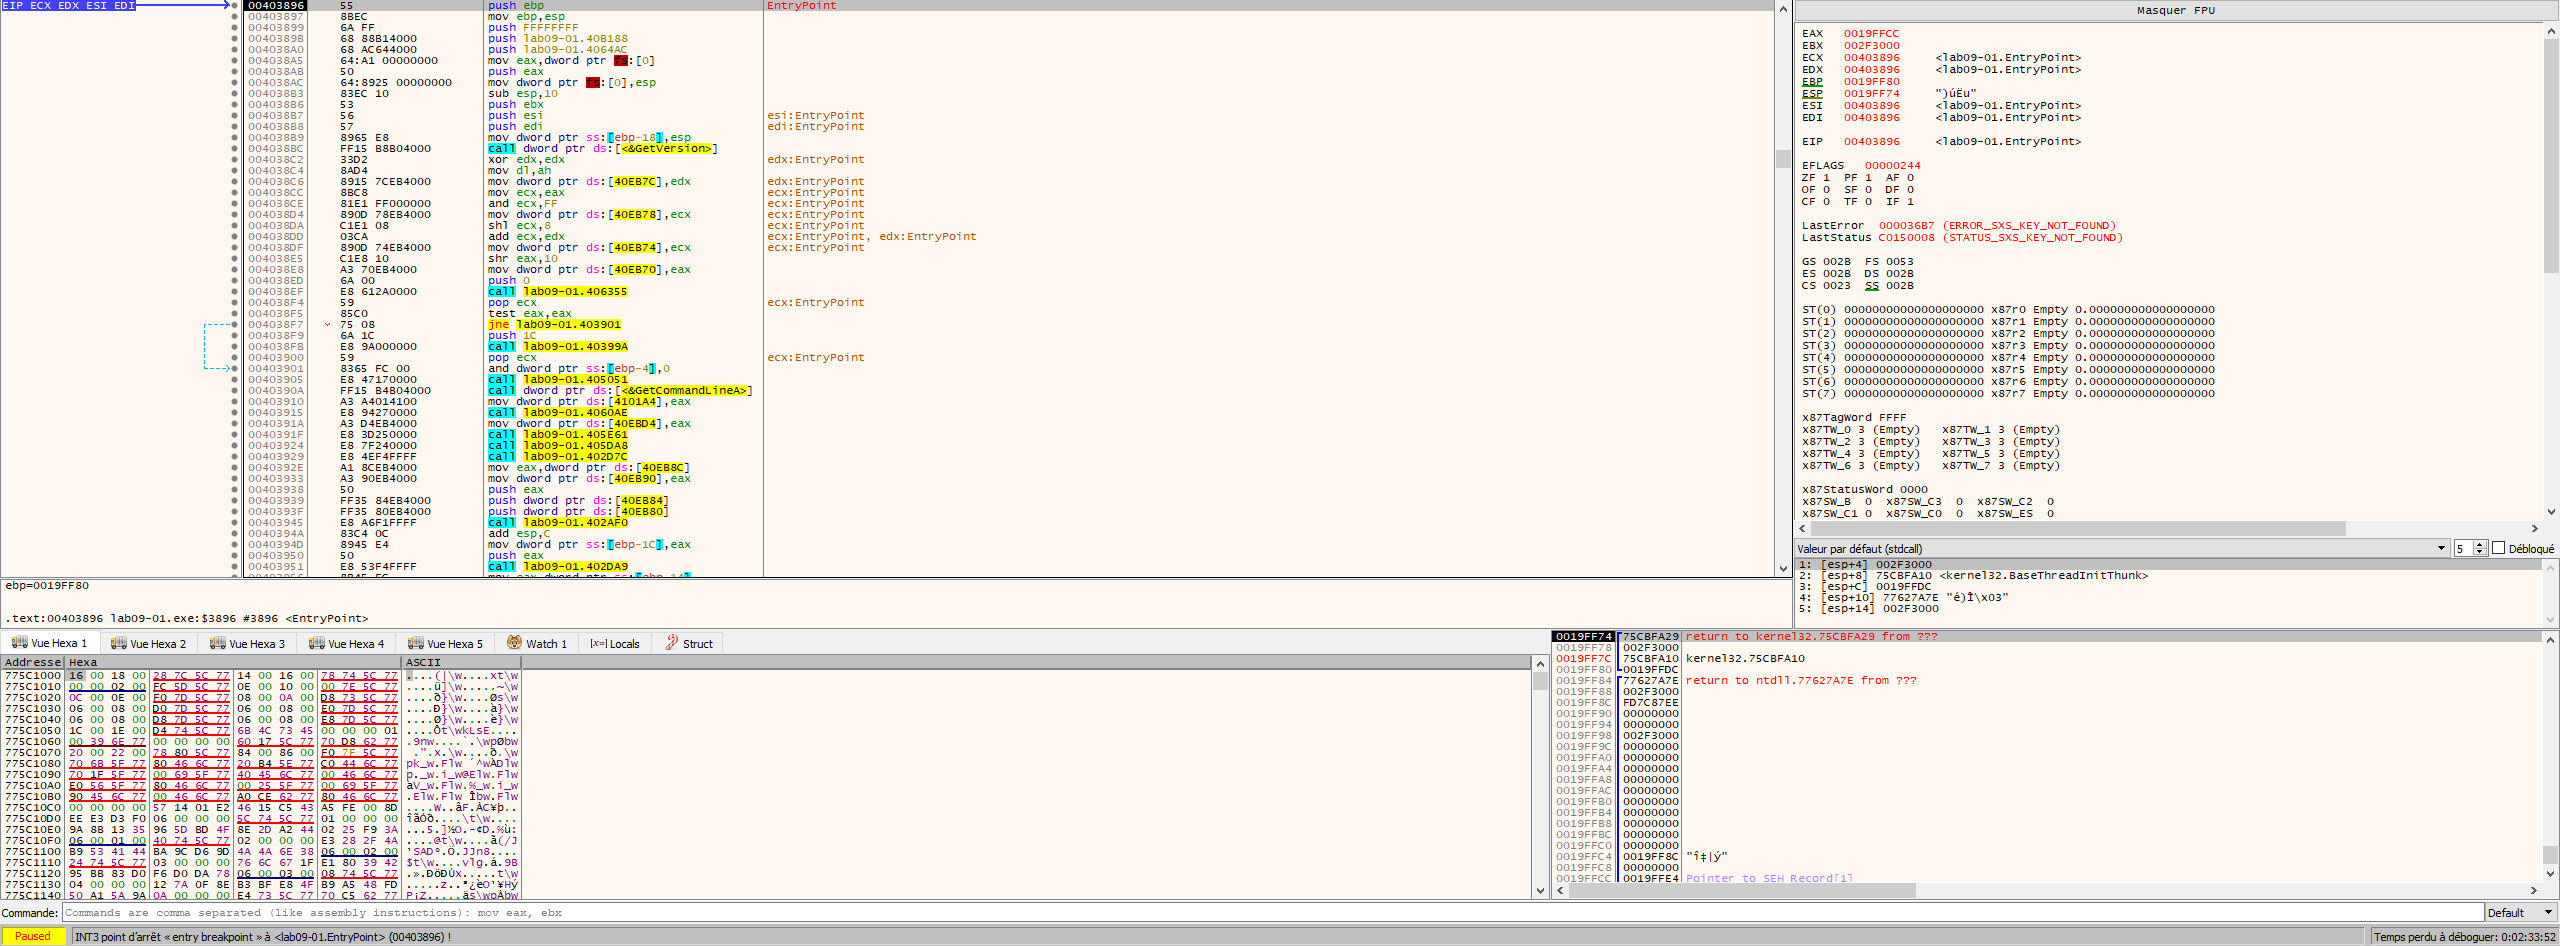 EIP ECX EDX ESI EDI
00403896 55 push ebp EntryPoint
00403897 8BEC mov ebp,esp
00403899 6A FF push FFFFFFFF
0040389B 68 88B14000 push lab09-01.40B188
004038A0 68 AC644000 push lab09-01.4064AC
004038A5 64:A1 00000000 mov eax,dword ptr fs:[0]
004038AB 50 push eax
004038AC 64:8925 00000000 mov dword ptr fs:[0],esp
004038B3 83EC 10 sub esp,10
004038B6 53 push ebx
004038B7 56 push esi esi:EntryPoint
004038B8 57 push edi edi:EntryPoint
004038B9 8965 E8 mov dword ptr ss:[ebp-18],esp
004038BC FF15 B8B04000 call dword ptr ds:[<&GetVersion>]
004038C2 33D2 xor edx,edx edx:EntryPoint
004038C4 8AD4 mov dl,ah
004038C6 8915 7CEB4000 mov dword ptr ds:[40EB7C],edx edx:EntryPoint
004038CC 8BC8 mov ecx,eax ecx:EntryPoint
004038CE 81E1 FF000000 and ecx,FF ecx:EntryPoint
004038D4 890D 78EB4000 mov dword ptr ds:[40EB78],ecx ecx:EntryPoint
004038DA C1E1 08 shl ecx,8 ecx:EntryPoint
004038DD 03CA add ecx,edx ecx:EntryPoint, edx:EntryPoint
004038DF 890D 74EB4000 mov dword ptr ds:[40EB74],ecx ecx:EntryPoint
004038E5 C1E8 10 shr eax,10
004038E8 A3 70EB4000 mov dword ptr ds:[40EB70],eax
004038ED 6A 00 push 0
004038EF E8 612A0000 call lab09-01.406355
004038F4 59 pop ecx ecx:EntryPoint
004038F5 85C0 test eax,eax
004038F7 75 08 jne lab09-01.403901
004038F9 6A 1C push 1C
004038FB E8 9A000000 call lab09-01.40399A
00403900 59 pop ecx ecx:EntryPoint
00403901 8365 FC 00 and dword ptr ss:[ebp-4],0
00403905 E8 47170000 call lab09-01.405051
0040390A FF15 B4B04000 call dword ptr ds:[<&GetCommandLineA>]
00403910 A3 A4014100 mov dword ptr ds:[4101A4],eax
00403915 E8 94270000 call lab09-01.4060AE
0040391A A3 D4EB4000 mov dword ptr ds:[40EBD4],eax
0040391F E8 3D250000 call lab09-01.405E61
00403924 E8 7F240000 call lab09-01.405DA8
00403929 E8 4EF4FFFF call lab09-01.402D7C
0040392E A1 8CEB4000 mov eax,dword ptr ds:[40EB8C]
00403933 A3 90EB4000 mov dword ptr ds:[40EB90],eax
00403938 50 push eax
00403939 FF35 84EB4000 push dword ptr ds:[40EB84]
0040393F FF35 80EB4000 push dword ptr ds:[40EB80]
00403945 E8 A6F1FFFF call lab09-01.402AF0
0040394A 83C4 0C add esp,C
0040394D 8945 E4 mov dword ptr ss:[ebp-1C],eax
00403950 50 push eax
00403951 E8 53F4FFFF call lab09-01.402DA9
ebp=0019FF80
.text:00403896 lab09-01.exe:$3896 #3896 <EntryPoint>
Masquer FPU
EAX 0019FFCC
EBX 002F3000
ECX 00403896 <lab09-01.EntryPoint>
EDX 00403896 <lab09-01.EntryPoint>
EBP 0019FF80
ESP 0019FF74 ")úËu"
ESI 00403896 <lab09-01.EntryPoint>
EDI 00403896 <lab09-01.EntryPoint>
EIP 00403896 <lab09-01.EntryPoint>
EFLAGS 00000244
ZF 1 PF 1 AF 0
OF 0 SF 0 DF 0
CF 0 TF 0 IF 1
LastError 000036B7 (ERROR_SXS_KEY_NOT_FOUND)
LastStatus C0150008 (STATUS_SXS_KEY_NOT_FOUND)
GS 002B FS 0053
ES 002B DS 002B
CS 0023 SS 002B
ST(0) 00000000000000000000 x87r0 Empty 0.000000000000000000
ST(1) 00000000000000000000 x87r1 Empty 0.000000000000000000
ST(2) 00000000000000000000 x87r2 Empty 0.000000000000000000
ST(3) 00000000000000000000 x87r3 Empty 0.000000000000000000
ST(4) 00000000000000000000 x87r4 Empty 0.000000000000000000
ST(5) 00000000000000000000 x87r5 Empty 0.000000000000000000
ST(6) 00000000000000000000 x87r6 Empty 0.000000000000000000
ST(7) 00000000000000000000 x87r7 Empty 0.000000000000000000
x87TagWord FFFF
x87TW_0 3 (Empty) x87TW_1 3 (Empty)
x87TW_2 3 (Empty) x87TW_3 3 (Empty)
x87TW_4 3 (Empty) x87TW_5 3 (Empty)
x87TW_6 3 (Empty) x87TW_7 3 (Empty)
x87StatusWord 0000
x87SW_B 0 x87SW_C3 0 x87SW_C2 0
x87SW_C1 0 x87SW_C0 0 x87SW_ES 0
Valeur par défaut (stdcall) 5 Débloqué
1: [esp+4] 002F3000
2: [esp+8] 75CBFA10 <kernel32.BaseThreadInitThunk>
3: [esp+C] 0019FFDC
4: [esp+10] 77627A7E "é)Ï\x03"
5: [esp+14] 002F3000
Vue Hexa 1 Vue Hexa 2 Vue Hexa 3 Vue Hexa 4 Vue Hexa 5 Watch 1 [x=] Locals Struct
Addresse Hexa ASCII
775C1000 16 00 18 00 28 7C 5C 77 14 00 16 00 78 74 5C 77 ....(|\w....xt\w
775C1010 00 00 02 00 FC 5D 5C 77 0E 00 10 00 00 7E 5C 77 ....ü]\w.....~\w
775C1020 0C 00 0E 00 F0 7D 5C 77 08 00 0A 00 D8 73 5C 77 ....ð}\w....Øs\w
775C1030 06 00 08 00 D0 7D 5C 77 06 00 08 00 E0 7D 5C 77 ....Ð}\w....à}\w
775C1040 06 00 08 00 D8 7D 5C 77 06 00 08 00 E8 7D 5C 77 ....Ø}\w....è}\w
775C1050 1C 00 1E 00 D4 74 5C 77 6B 4C 73 45 00 00 00 01 ....Ôt\wkLsE....
775C1060 00 39 6E 77 00 00 00 00 60 17 5C 77 70 D8 62 77 .9nw....`.\wpØbw
775C1070 20 00 22 00 78 80 5C 77 84 00 86 00 F0 7F 5C 77
775C1080 70 6B 5F 77 80 46 6C 77 20 B4 5E 77 C0 44 6C 77 pk_w.Flw ´^wÀDlw
775C1090 70 1F 5F 77 00 69 5F 77 40 45 6C 77 00 46 6C 77 p._w.i_w@Elw.Flw
775C10A0 E0 56 5F 77 80 46 6C 77 00 25 5F 77 00 69 5F 77 àV_w.Flw.%_w.i_w
775C10B0 90 45 6C 77 00 46 6C 77 A0 CE 62 77 80 46 6C 77 .Elw.Flw Îbw.Flw
775C10C0 00 00 00 00 57 14 01 E2 46 15 C5 43 A5 FE 00 8D ....W..âF.ÅC¥þ..
775C10D0 EE E3 D3 F0 06 00 00 00 5C 74 5C 77 01 00 00 00 îãÓð....\t\w....
775C10E0 9A 8B 13 35 96 5D BD 4F 8E 2D A2 44 02 25 F9 3A ...5.]½O.-¢D.%ù:
775C10F0 06 00 01 00 40 74 5C 77 02 00 00 00 E3 28 2F 4A ....@t\w....ã(/J
775C1100 B9 53 41 44 BA 9C D6 9D 4A 4A 6E 38 06 00 02 00 ¹SADº.Ö.JJn8....
775C1110 24 74 5C 77 03 00 00 00 76 6C 67 1F E1 80 39 42 $t\w....vlg.á.9B
775C1120 95 BB 83 D0 F6 D0 DA 78 06 00 03 00 08 74 5C 77 .».ÐöÐÚx.....t\w
775C1130 04 00 00 00 12 7A 0F 8E B3 BF E8 4F B9 A5 48 FD .....z..³¿èO¹¥Hý
775C1140 50 A1 5A 9A 0A 00 00 00 E4 73 5C 77 70 C5 62 77 P¡Z.....äs\wpÅbw
0019FF74 75CBFA29 return to kernel32.75CBFA29 from ???
0019FF78 002F3000
0019FF7C 75CBFA10 kernel32.75CBFA10
0019FF80 0019FFDC
0019FF84 77627A7E return to ntdll.77627A7E from ???
0019FF88 002F3000
0019FF8C FD7C87EE
0019FF90 00000000
0019FF94 00000000
0019FF98 002F3000
0019FF9C 00000000
0019FFA0 00000000
0019FFA4 00000000
0019FFA8 00000000
0019FFAC 00000000
0019FFB0 00000000
0019FFB4 00000000
0019FFB8 00000000
0019FFBC 00000000
0019FFC0 00000000
0019FFC4 0019FF8C "î‡|ý"
0019FFC8 00000000
0019FFCC 0019FFE4 Pointer to SEH_Record[1]
Commande: Commands are comma separated (like assembly instructions): mov eax, ebx Default
Paused INT3 point d'arrêt « entry breakpoint » à <lab09-01.EntryPoint> (00403896) ! Temps perdu à déboguer: 0:02:33:52